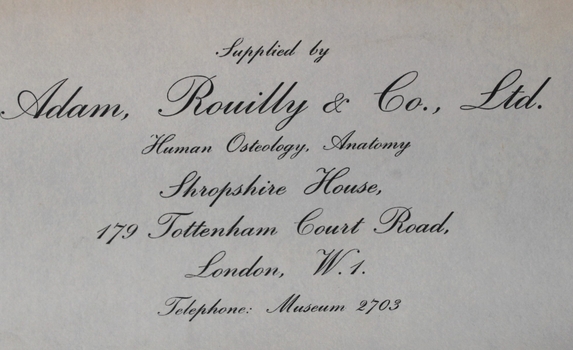 Supplied by
Adam, Rouilly & Co., Ltd.
Human Osteology, Anatomy
Shropshire House,
179 Tottenham Court Road,
London, W.1.
Telephone: Museum 2703